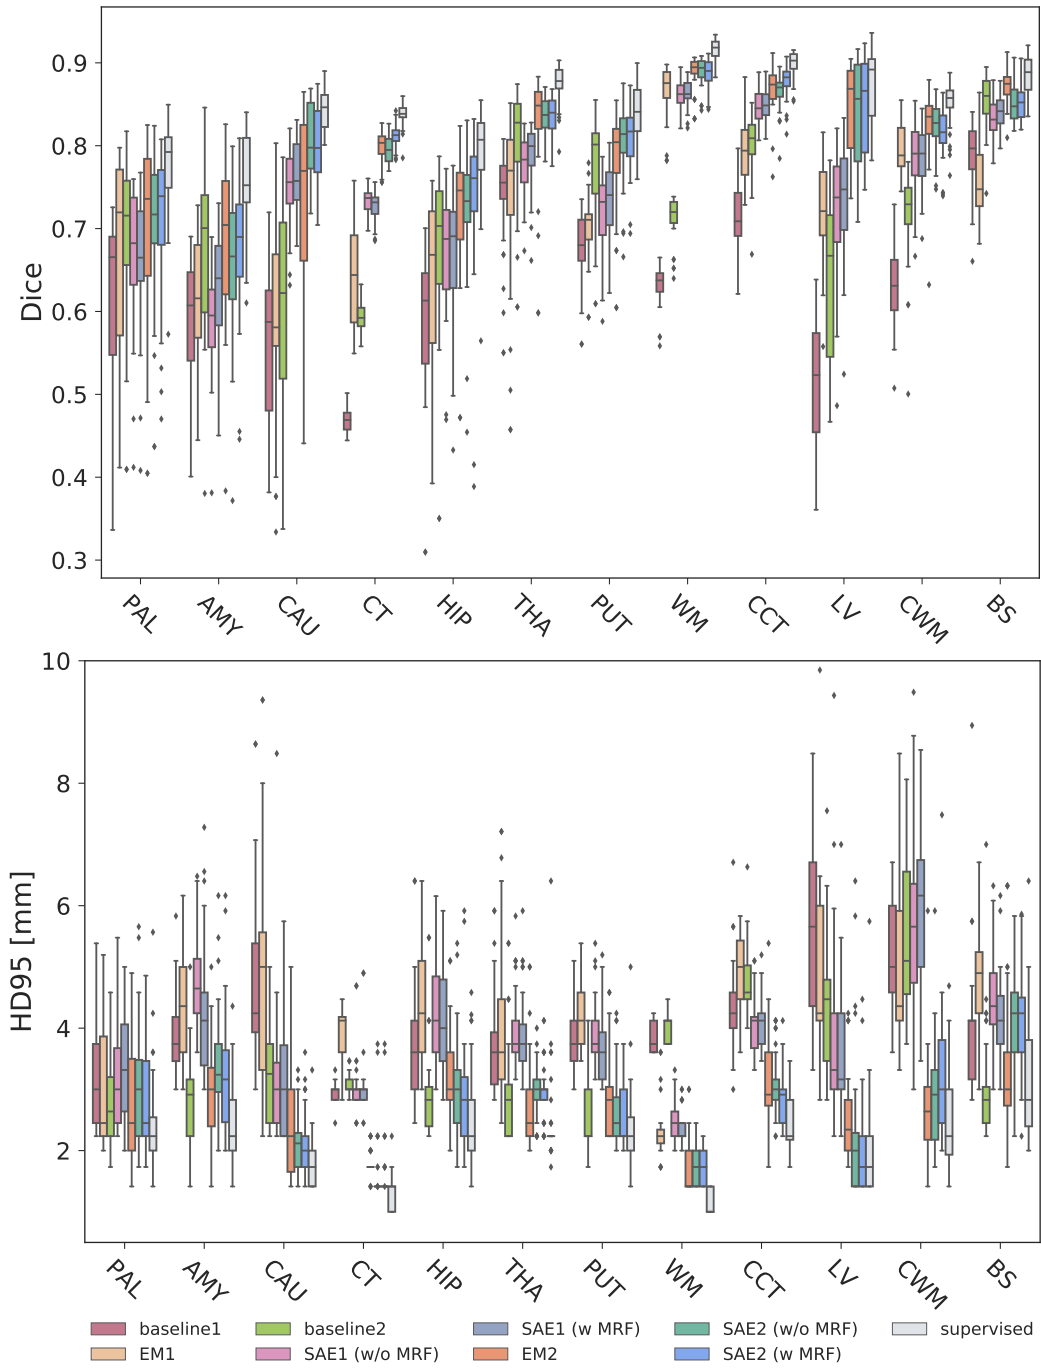 0.9
0.8
0.7
0.6
0.5
0.4
0.3
Dice
PAL AMY CAU CT HIP THA PUT WM CCT LV CWM BS
10
8
6
4
2
HD95 [mm]
PAL AMY CAU CT HIP THA PUT WM CCT LV CWM BS
baseline1 baseline2 SAE1 (w MRF) SAE2 (w/o MRF) supervised
EM1 SAE1 (w/o MRF) EM2 SAE2 (w MRF)